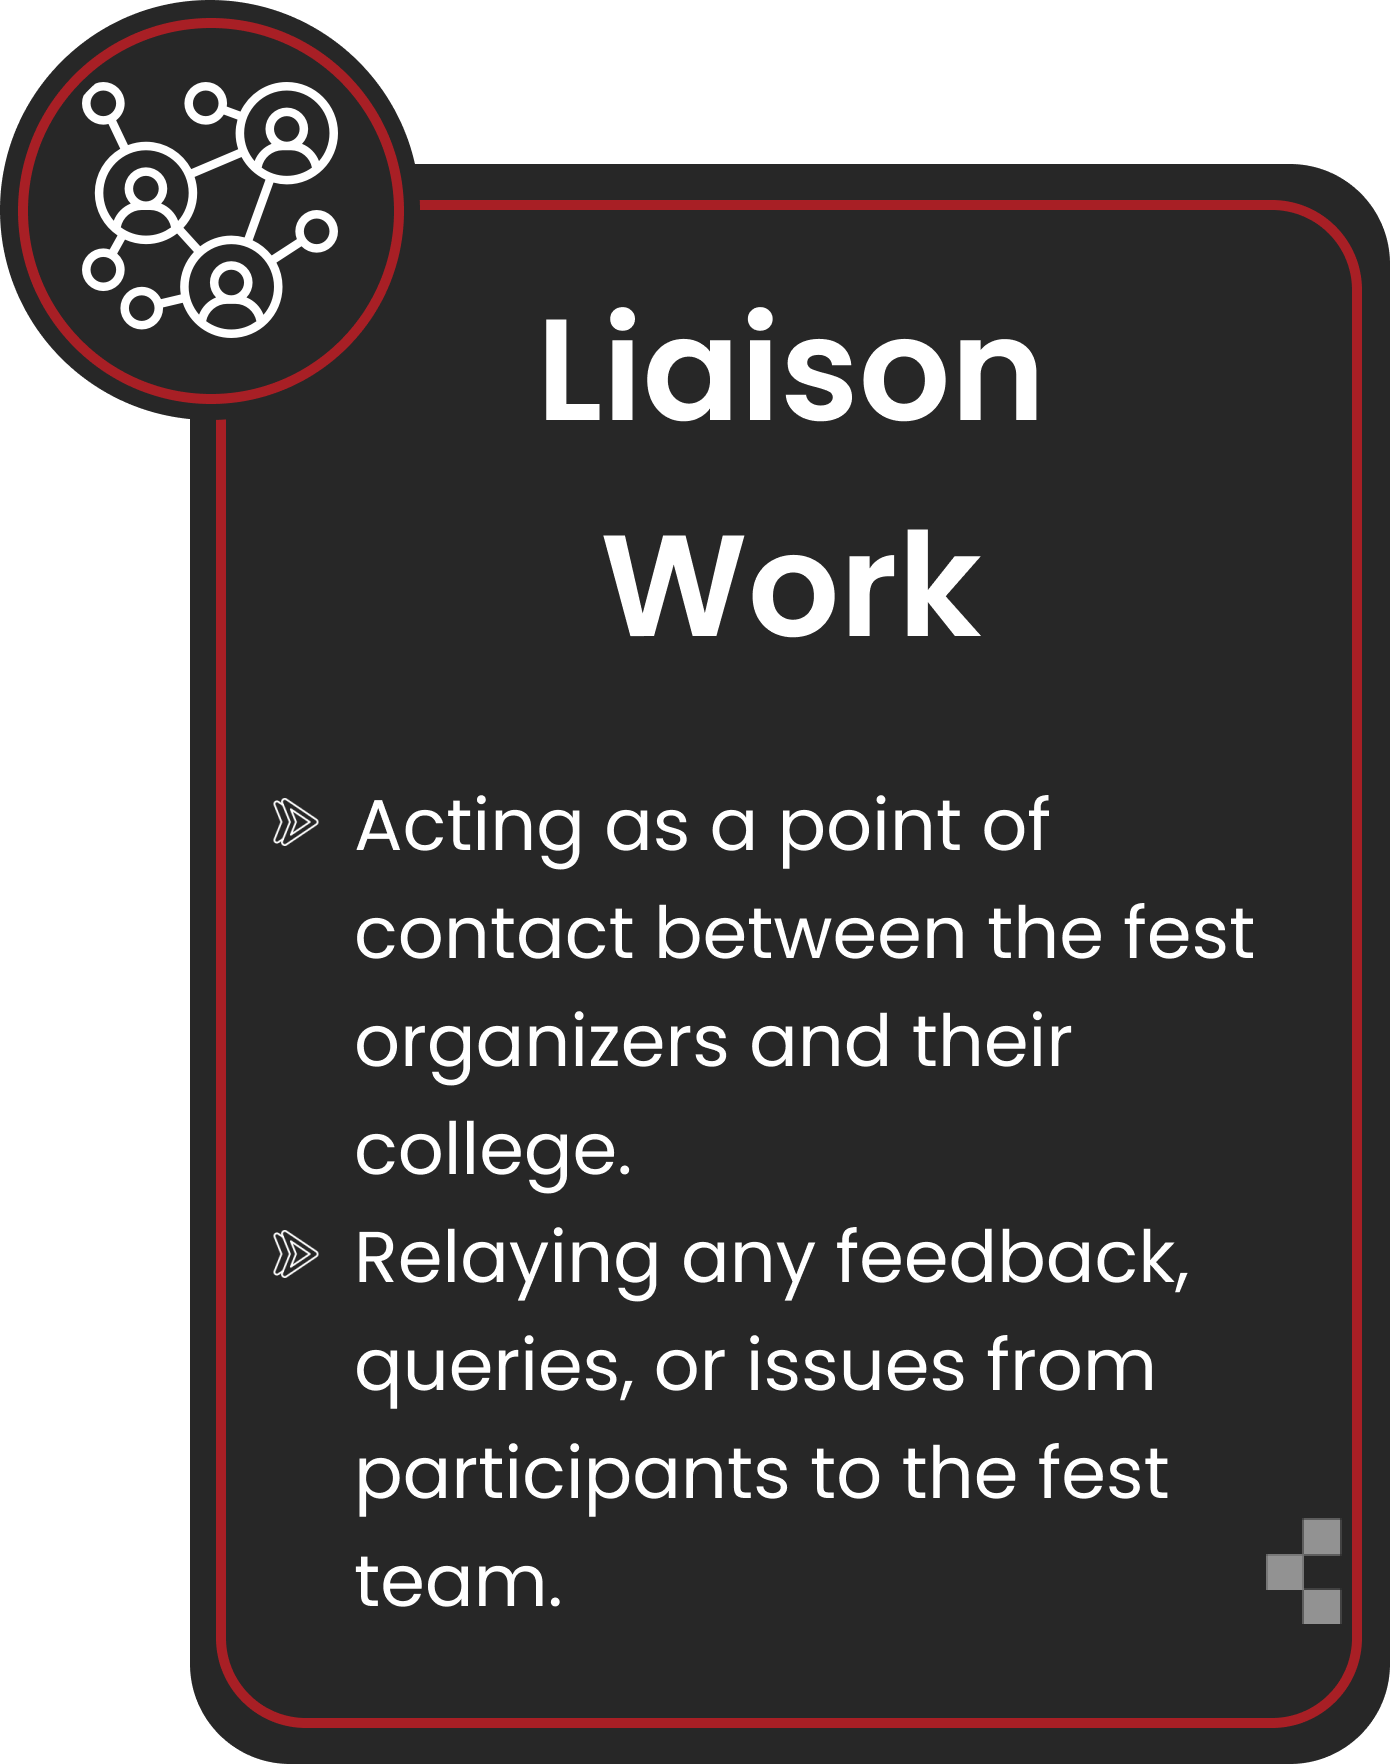 Liaison
Work
Acting as a point of
contact between the fest
organizers and their
college.
Relaying any feedback,
queries, or issues from
participants to the fest
team.